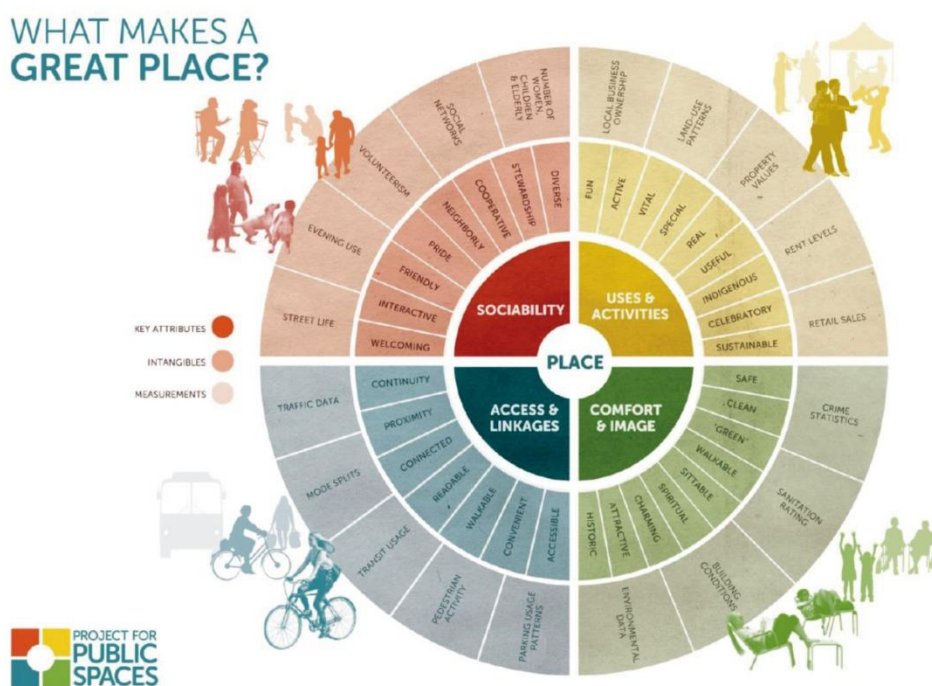 WHAT MAKES A
GREAT PLACE?
NUMBER OF
WOMEN,
CHILDREN
& ELDERLY
SOCIAL
NETWORKS
VOLUNTEERISM
EVENING USE
STREET LIFE
DIVERSE
STEWARDSHIP
COOPERATIVE
NEIGHBORLY
PRIDE
FRIENDLY
INTERACTIVE
WELCOMING
SOCIABILITY
LOCAL BUSINESS
OWNERSHIP
LAND-USE
PATTERNS
PROPERTY
VALUES
RENT LEVELS
RETAIL SALES
FUN
ACTIVE
VITAL
SPECIAL
REAL
USEFUL
INDIGENOUS
CELEBRATORY
SUSTAINABLE
USES &
ACTIVITIES
PLACE
KEY ATTRIBUTES
INTANGIBLES
MEASUREMENTS
ACCESS &
LINKAGES
CONTINUITY
PROXIMITY
CONNECTED
READABLE
WALKABLE
CONVENIENT
ACCESSIBLE
TRAFFIC DATA
MODE SPLITS
TRANSIT USAGE
PEDESTRIAN
ACTIVITY
PARKING USAGE
PATTERNS
COMFORT
& IMAGE
SAFE
CLEAN
'GREEN'
WALKABLE
SITTABLE
SPIRITUAL
CHARMING
ATTRACTIVE
HISTORIC
CRIME
STATISTICS
SANITATION
RATING
BUILDING
CONDITIONS
ENVIRONMENTAL
DATA
PROJECT FOR
PUBLIC
SPACES